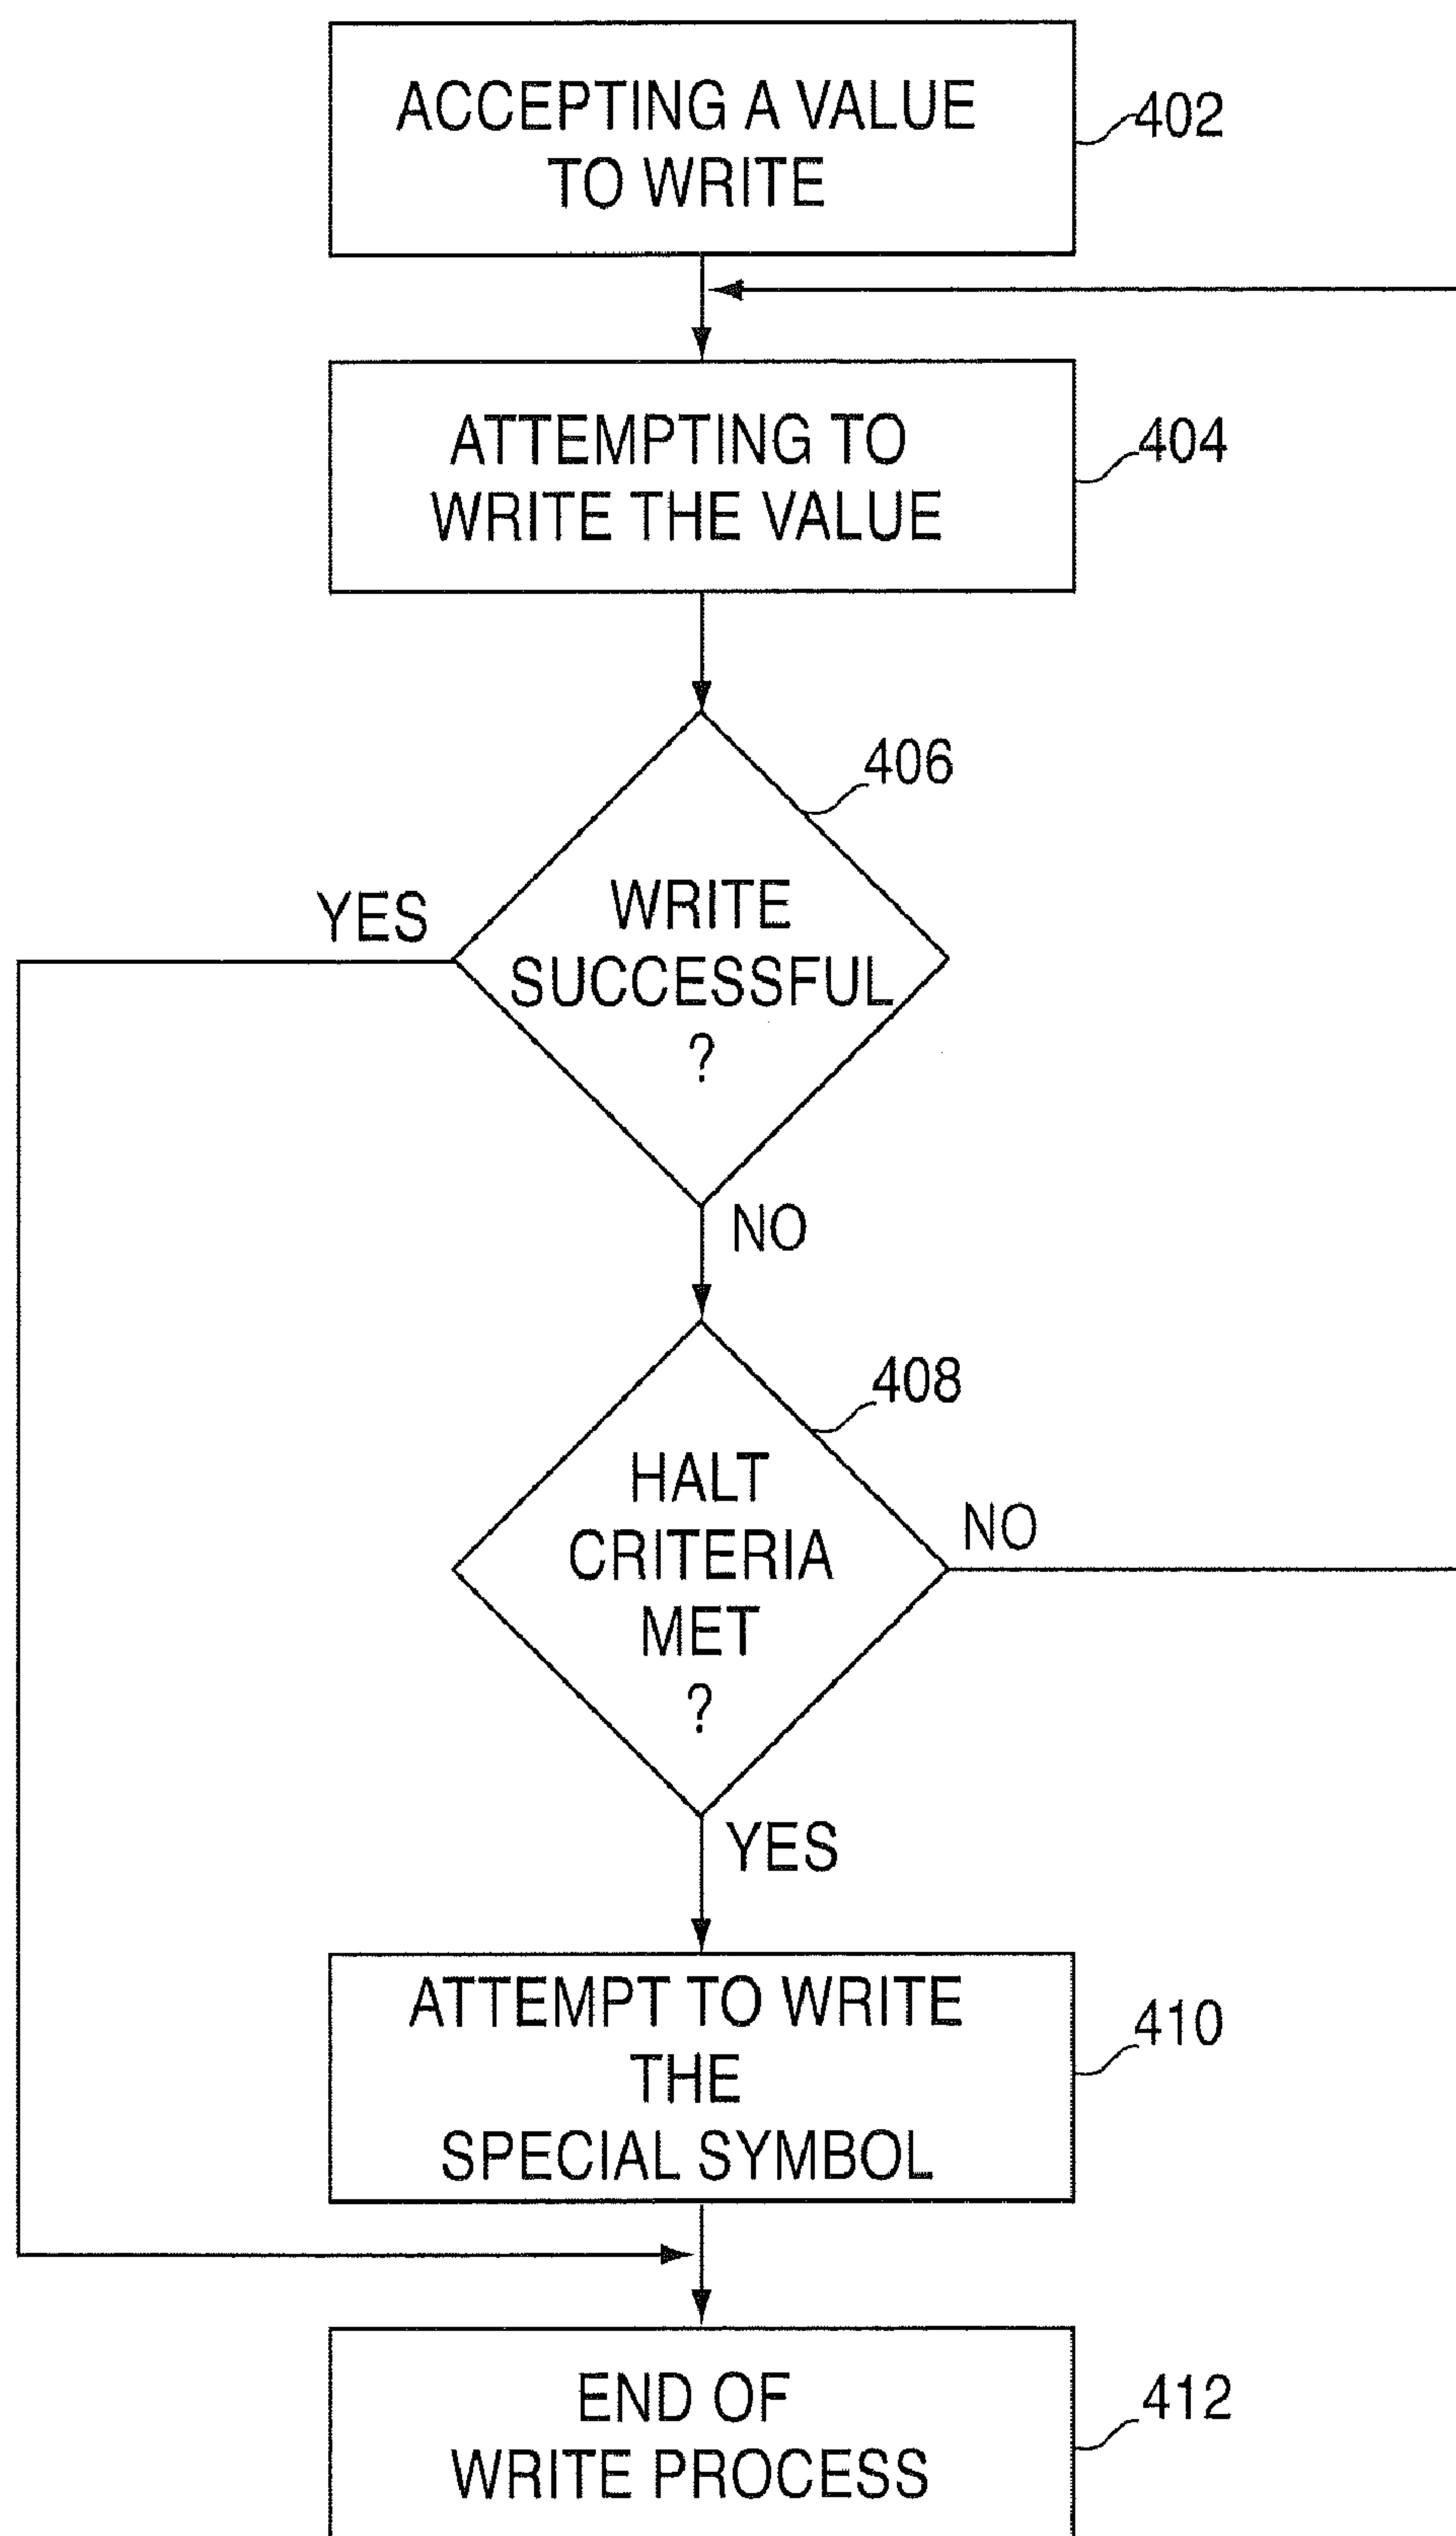 ACCEPTING A VALUE
TO WRITE
402
ATTEMPTING TO
WRITE THE VALUE
404
406
WRITE
SUCCESSFUL
?
YES
NO
408
HALT
CRITERIA
MET
?
NO
YES
ATTEMPT TO WRITE
THE
SPECIAL SYMBOL
410
END OF
WRITE PROCESS
412